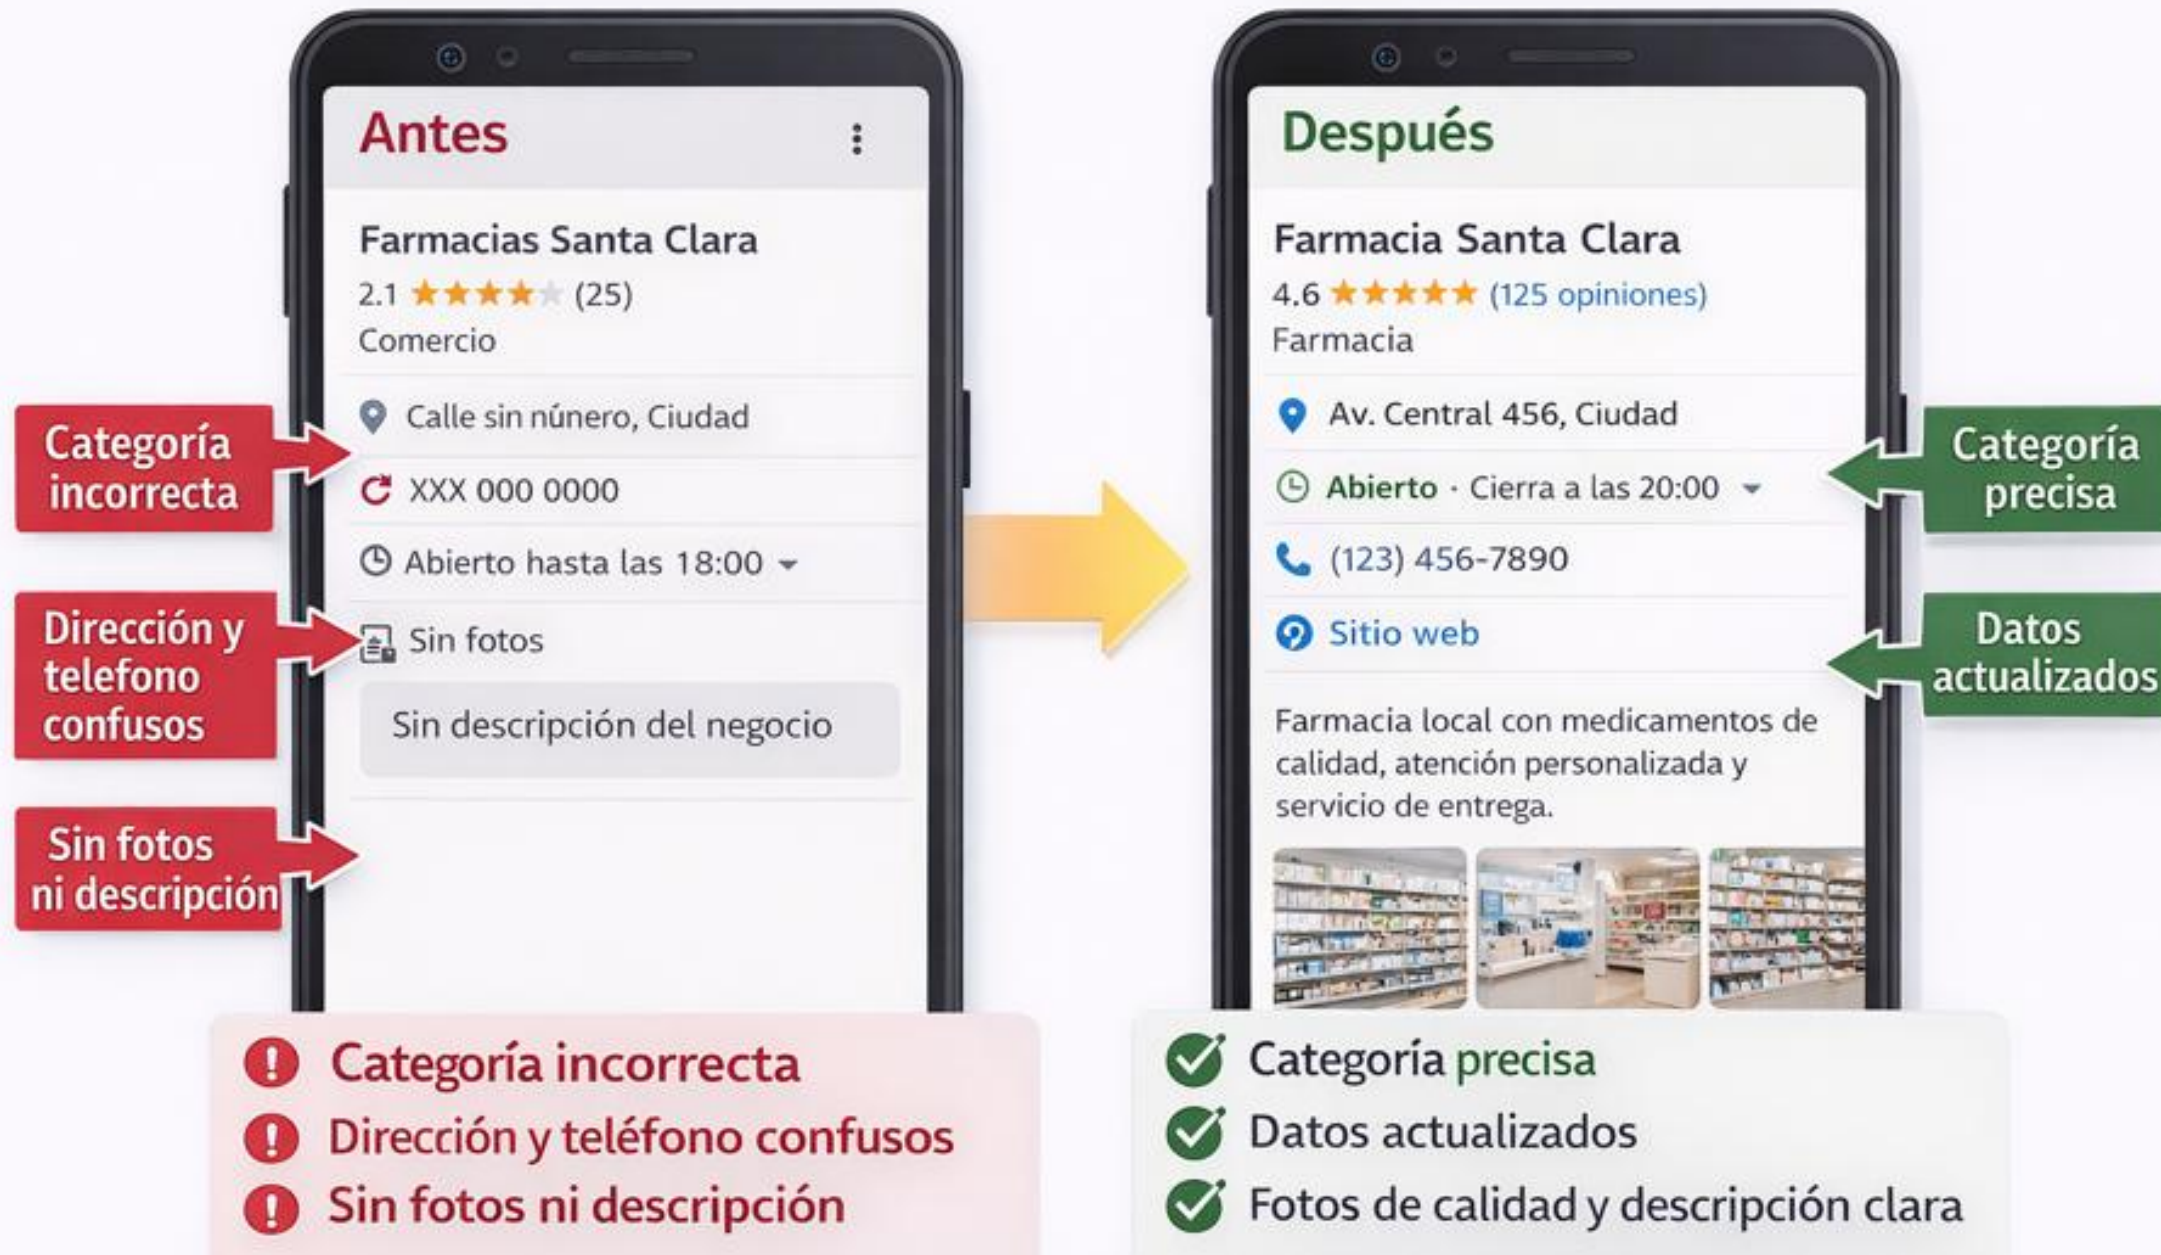 Antes
Farmacias Santa Clara
2.1 ★★★★★ (25)
Comercio
Calle sin núnero, Ciudad
XXX 000 0000
Abierto hasta las 18:00
Sin fotos
Sin descripción del negocio
Categoría
incorrecta
Dirección y
telefono
confusos
Sin fotos
ni descripción
Categoría incorrecta
Dirección y teléfono confusos
Sin fotos ni descripción
Después
Farmacia Santa Clara
4.6 ★★★★★ (125 opiniones)
Farmacia
Av. Central 456, Ciudad
Abierto · Cierra a las 20:00
(123) 456-7890
Sitio web
Farmacia local con medicamentos de
calidad, atención personalizada y
servicio de entrega.
Categoría
precisa
Datos
actualizados
Categoría precisa
Datos actualizados
Fotos de calidad y descripción clara